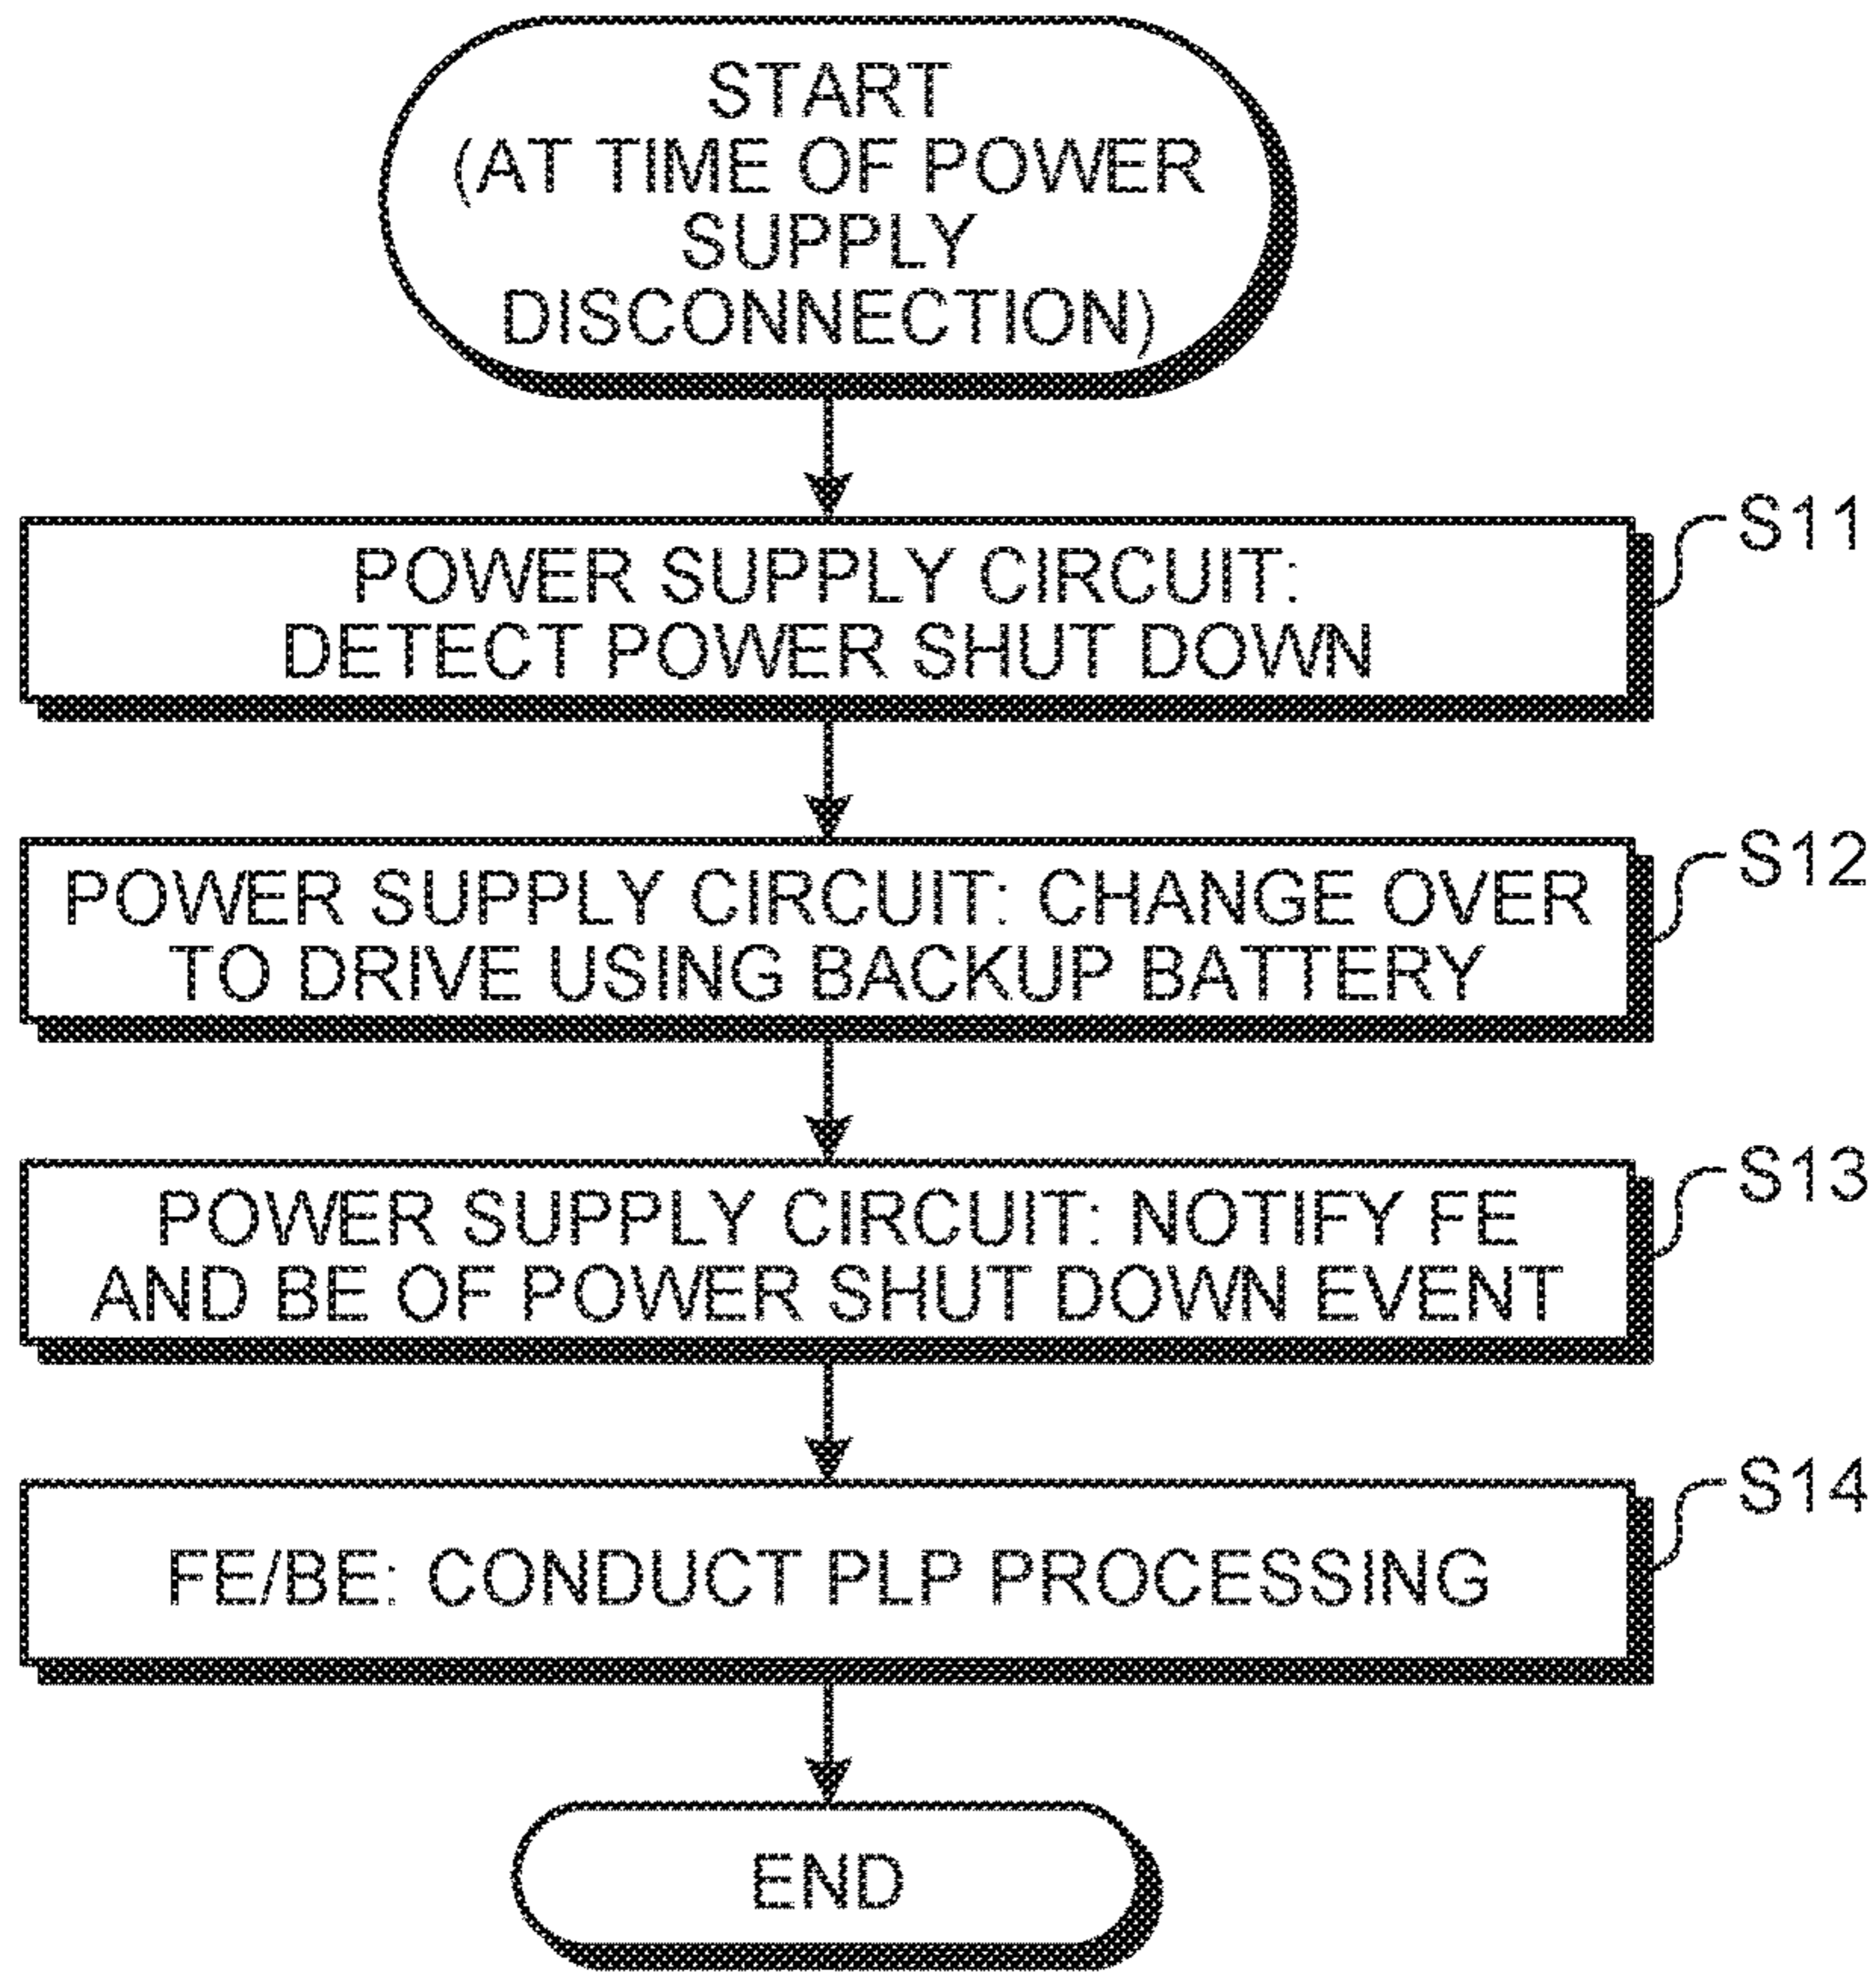 START
(AT TIME OF POWER
SUPPLY
DISCONNECTION)
S11
POWER SUPPLY CIRCUIT:
DETECT POWER SHUT DOWN
S12
POWER SUPPLY CIRCUIT: CHANGE OVER
TO DRIVE USING BACKUP BATTERY
S13
POWER SUPPLY CIRCUIT: NOTIFY FE
AND BE OF POWER SHUT DOWN EVENT
S14
FE/BE: CONDUCT PLP PROCESSING
END